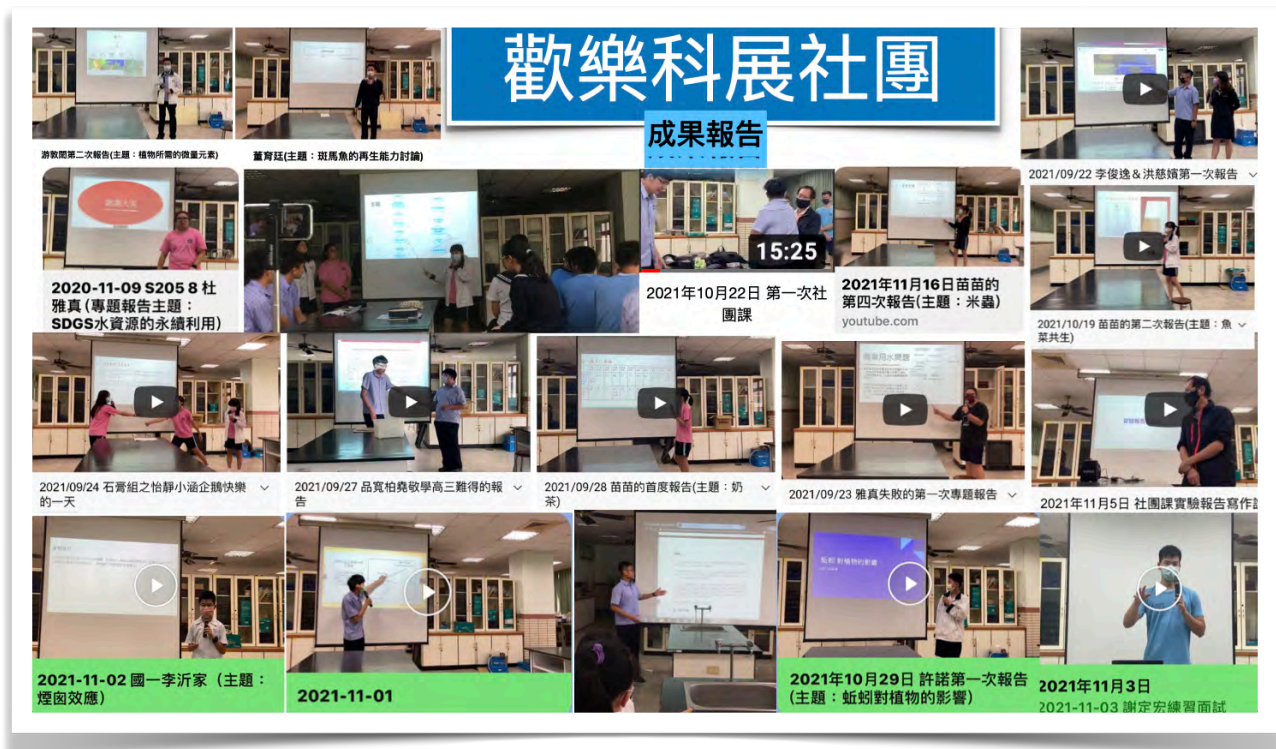 歡樂科展社團
成果報告
游敦閔第二次報告(主題：植物所需的微量元素)
董育廷(主題：斑馬魚的再生能力討論)
2021/09/22 李俊逸＆洪慈嬪第一次報告
2020-11-09 S205 8 杜
雅真(專題報告主題：
SDGS水資源的永續利用)
15:25
2021年10月22日 第一次社
團課
2021年11月16日苗苗的
第四次報告(主題：米蟲)
youtube.com
2021/10/19 苗苗的第二次報告(主題：魚
菜共生)
2021/09/24 石膏組之怡靜小涵企鵝快樂
的一天
2021/09/27 品寬柏堯敬學高三難得的報
告
2021/09/28 苗苗的首度報告(主題：奶
茶)
2021/09/23 雅真失敗的第一次專題報告
實驗報告
2021年11月5日 社團課實驗報告寫作
2021-11-02 國一李沂家（主題：
煙囪效應）
2021-11-01
蚯蚓 對植物的影響
2021年10月29日 許諾第一次報告
(主題：蚯蚓對植物的影響)
2021年11月3日
2021-11-03 謝定宏練習面試